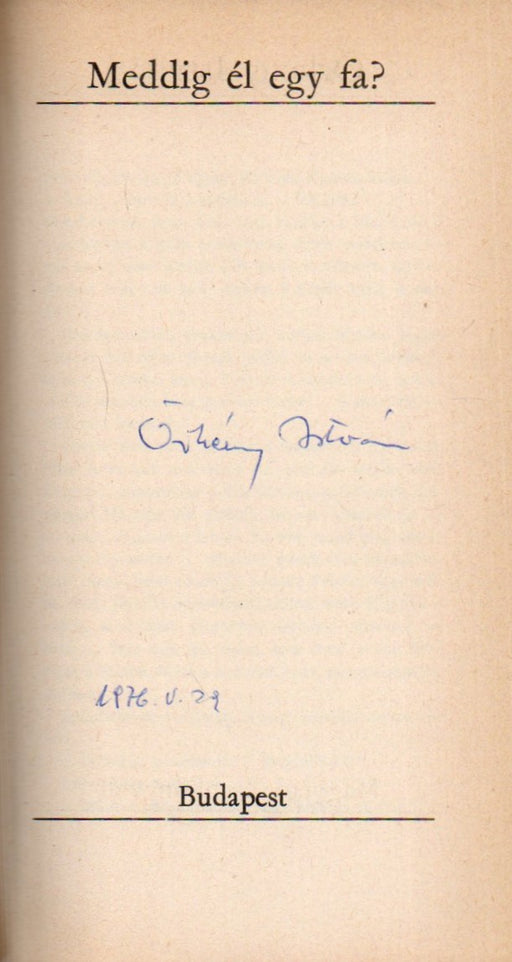 Meddig él egy fa?
Örkény István
1976. V. 29
Budapest